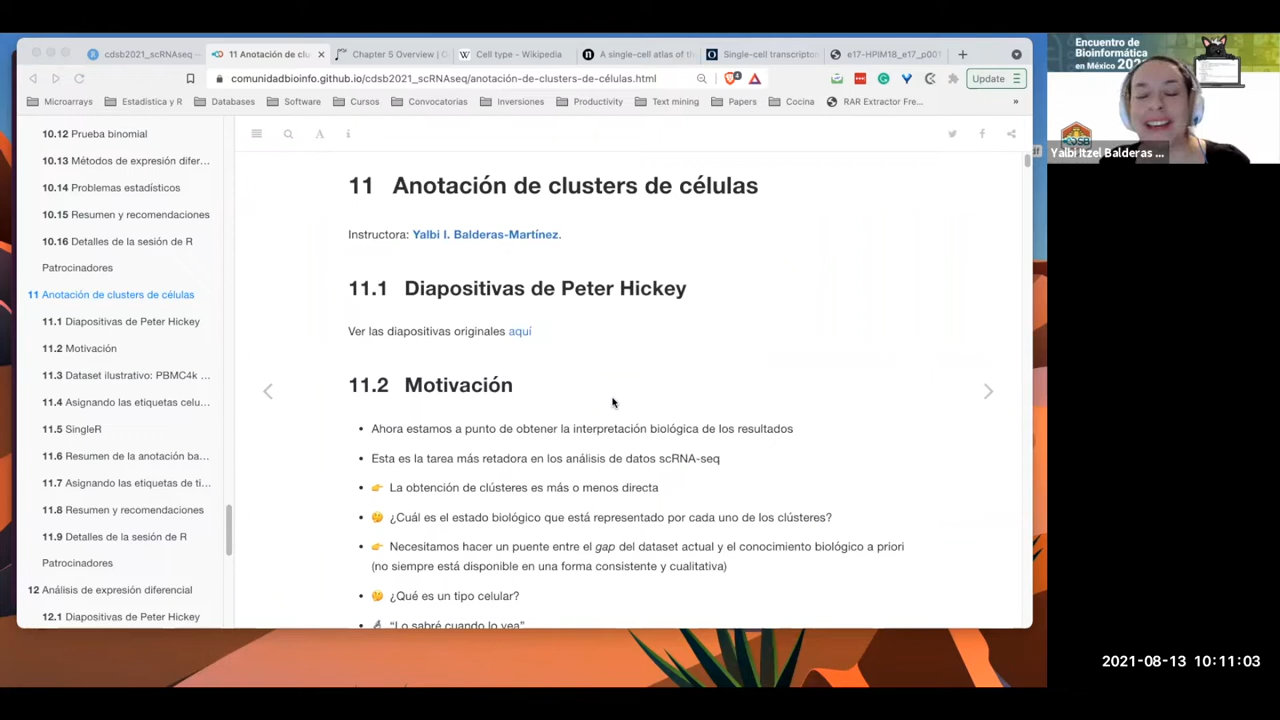 cdsb2021_scRNAseq
11 Anotación de clu
Chapter 5 Overview | O
Cell type - Wikipedia
A single-cell atlas of th
Single-cell transcripton
e17-HPIM18_e17_p001
comunidadbioinfo.github.io/cdsb2021_scRNAseq/anotación-de-clusters-de-células.html
4
Update
Microarrays
Estadística y R
Databases
Software
Cursos
Convocatorias
Inversiones
Productivity
Text mining
Papers
Cocina
RAR Extractor Fre...
»
10.12 Prueba binomial
10.13 Métodos de expresión difer...
10.14 Problemas estadísticos
10.15 Resumen y recomendaciones
10.16 Detalles de la sesión de R
Patrocinadores
11 Anotación de clusters de células
11.1 Diapositivas de Peter Hickey
11.2 Motivación
11.3 Dataset ilustrativo: PBMC4k ...
11.4 Asignando las etiquetas celu...
11.5 SingleR
11.6 Resumen de la anotación ba...
11.7 Asignando las etiquetas de ti...
11.8 Resumen y recomendaciones
11.9 Detalles de la sesión de R
Patrocinadores
12 Análisis de expresión diferencial
12.1 Diapositivas de Peter Hickey
11 Anotación de clusters de células
Instructora: Yalbi I. Balderas-Martínez.
11.1 Diapositivas de Peter Hickey
Ver las diapositivas originales aquí
11.2 Motivación
• Ahora estamos a punto de obtener la interpretación biológica de los resultados
• Esta es la tarea más retadora en los análisis de datos scRNA-seq
• 👉 La obtención de clústeres es más o menos directa
• 🤔 ¿Cuál es el estado biológico que está representado por cada uno de los clústeres?
• 👉 Necesitamos hacer un puente entre el gap del dataset actual y el conocimiento biológico a priori
(no siempre está disponible en una forma consistente y cualitativa)
• 🤔 ¿Qué es un tipo celular?
• "Lo sabré cuando lo vea"
Encuentro de
Bioinformática
en México 202
Yalbi Itzel Balderas ...
2021-08-13 10:11:03